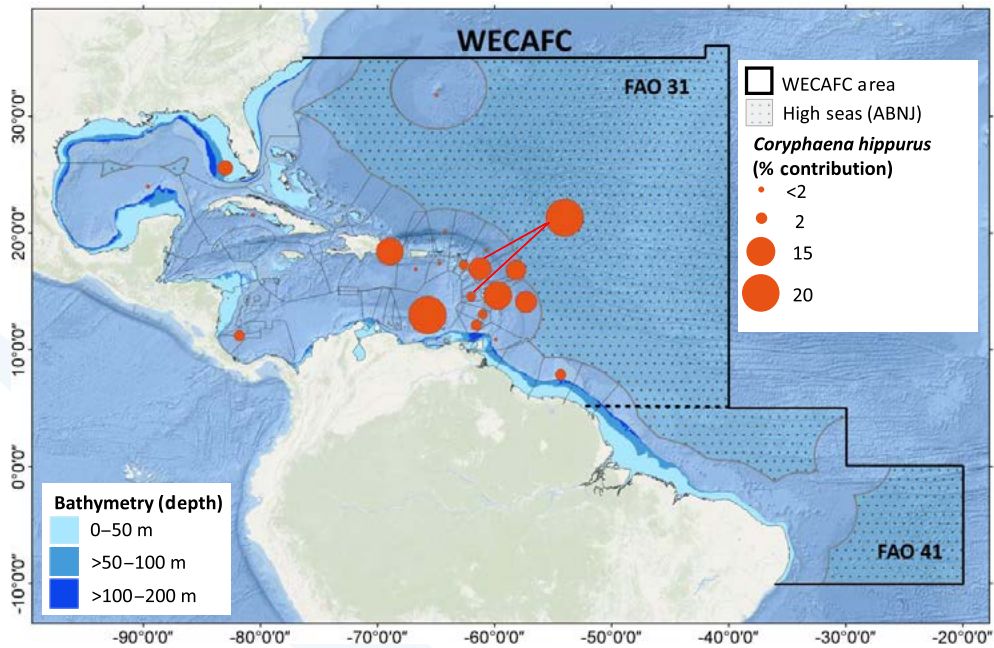 WECAFC
FAO 31
WECAFC area
High seas (ABNJ)
Coryphaena hippurus
(% contribution)
<2
2
15
20
30°0'0"
20°0'0"
10°0'0"
0°0'0"
-10°0'0"
Bathymetry (depth)
0–50 m
>50–100 m
>100–200 m
FAO 41
-90°0'0" -80°0'0" -70°0'0" -60°0'0" -50°0'0" -40°0'0" -20°0'0"